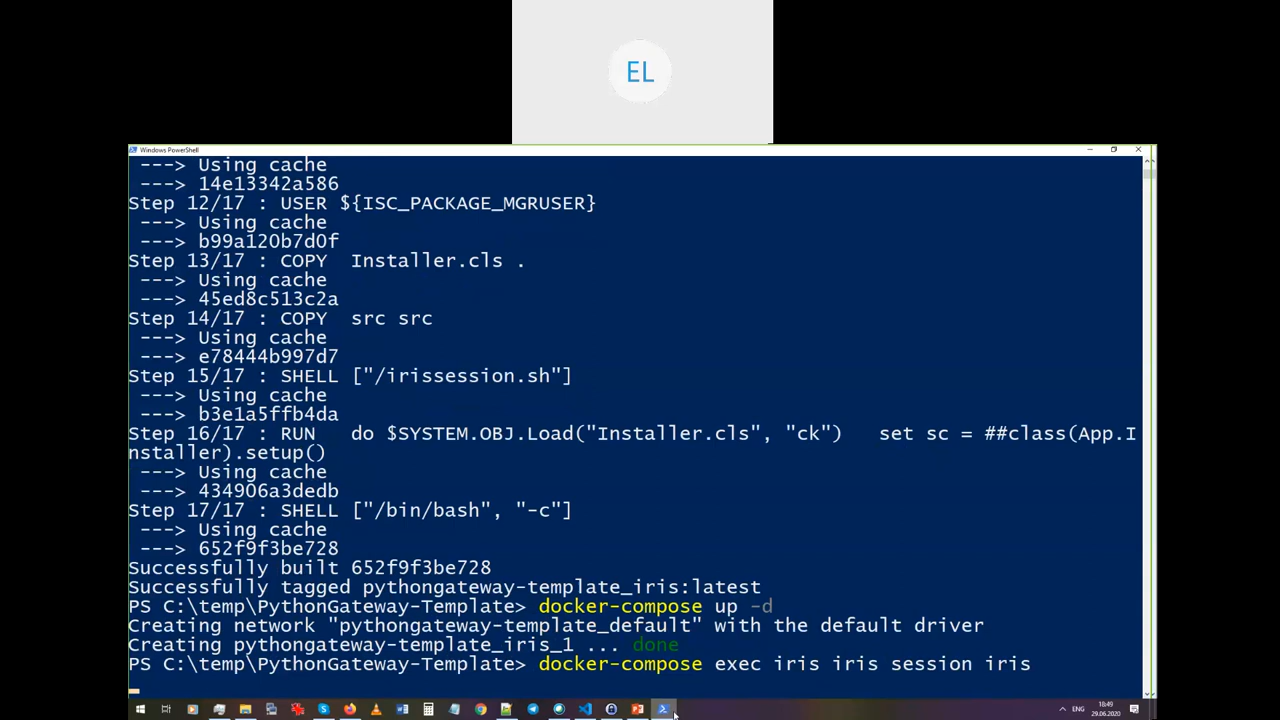 EL
Windows PowerShell
---> Using cache
---> 14e13342a586
Step 12/17 : USER ${ISC_PACKAGE_MGRUSER}
---> Using cache
---> b99a120b7d0f
Step 13/17 : COPY  Installer.cls .
---> Using cache
---> 45ed8c513c2a
Step 14/17 : COPY  src src
---> Using cache
---> e78444b997d7
Step 15/17 : SHELL ["/irissession.sh"]
---> Using cache
---> b3e1a5ffb4da
Step 16/17 : RUN   do $SYSTEM.OBJ.Load("Installer.cls", "ck")   set sc = ##class(App.I
nstaller).setup()
---> Using cache
---> 434906a3dedb
Step 17/17 : SHELL ["/bin/bash", "-c"]
---> Using cache
---> 652f9f3be728
Successfully built 652f9f3be728
Successfully tagged pythongateway-template_iris:latest
PS C:\temp\PythonGateway-Template> docker-compose up -d
Creating network "pythongateway-template_default" with the default driver
Creating pythongateway-template_iris_1 ... done
PS C:\temp\PythonGateway-Template> docker-compose exec iris iris session iris
ENG
18:49
29.06.2020